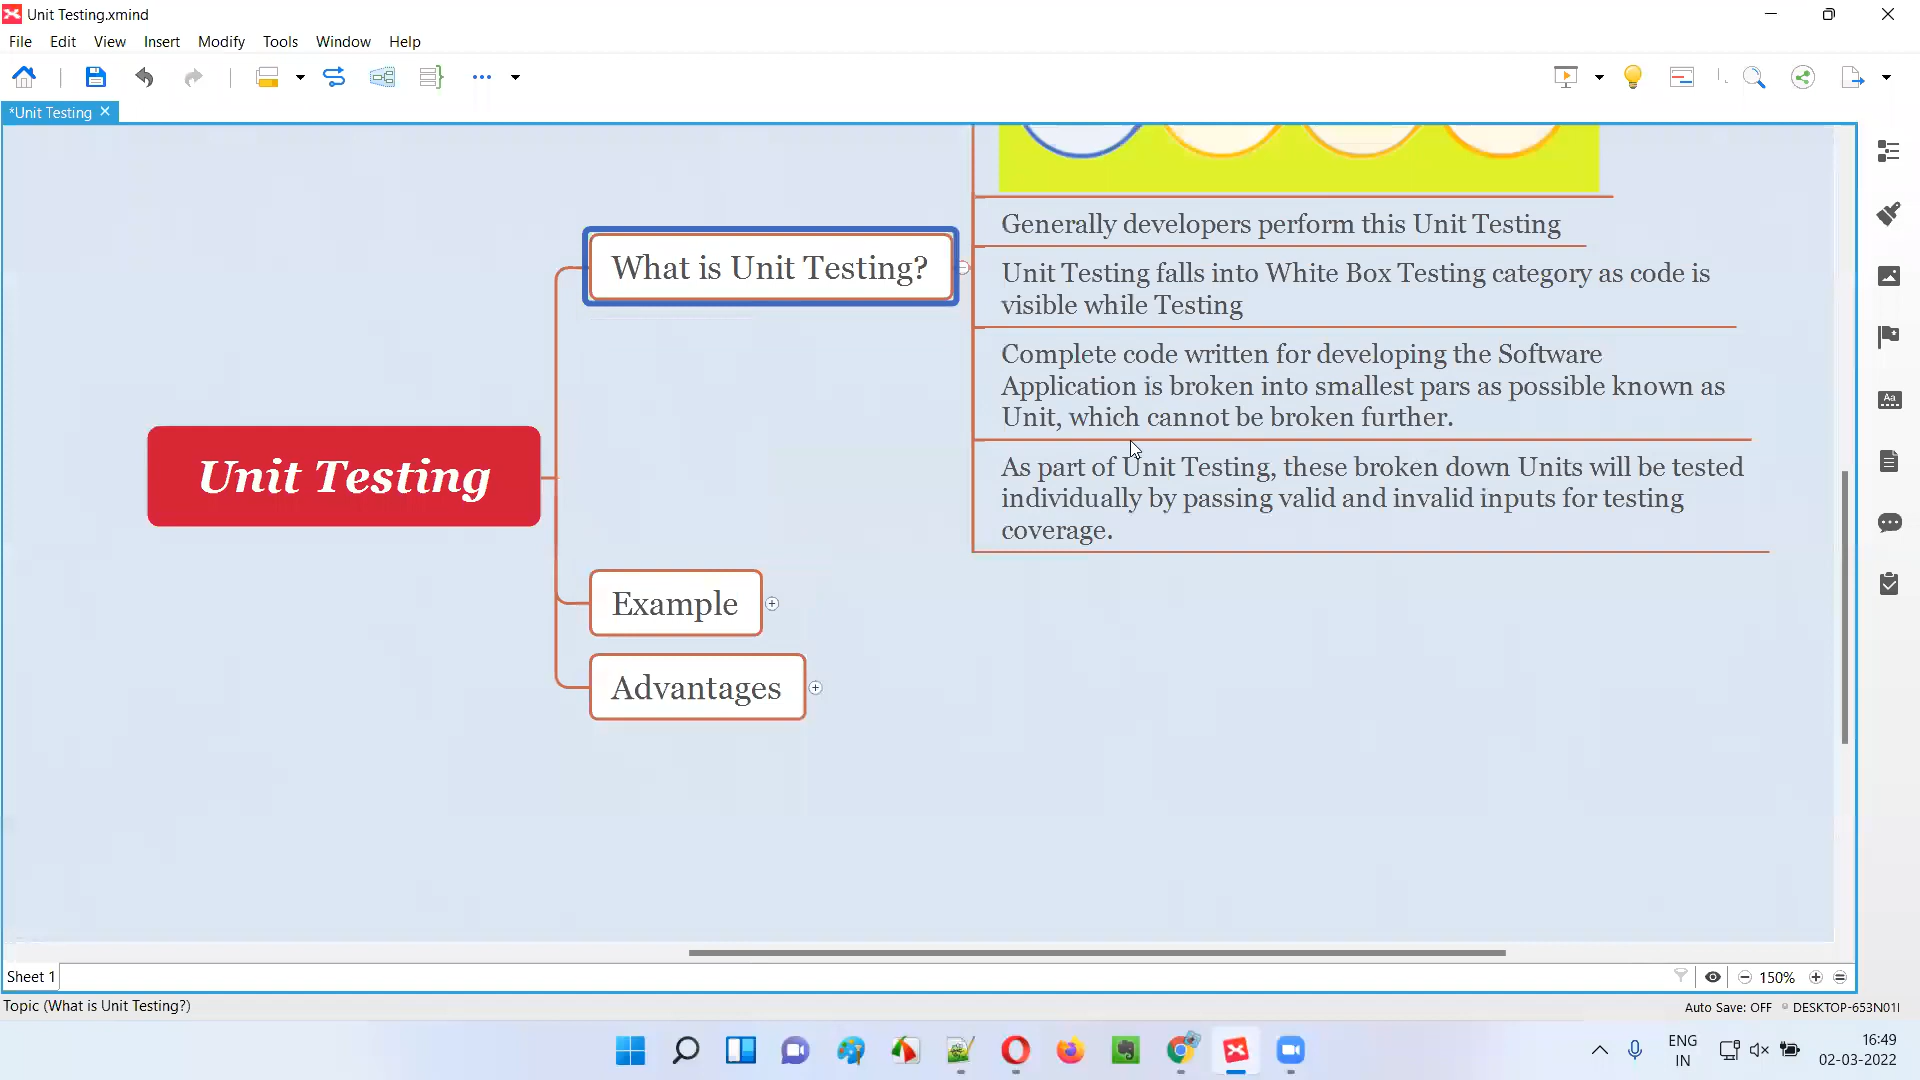 Unit Testing.xmind
File Edit View Insert Modify Tools Window Help
*Unit Testing
Generally developers perform this Unit Testing
What is Unit Testing?
Unit Testing falls into White Box Testing category as code is
visible while Testing
Complete code written for developing the Software
Application is broken into smallest pars as possible known as
Unit, which cannot be broken further.
Unit Testing
As part of Unit Testing, these broken down Units will be tested
individually by passing valid and invalid inputs for testing
coverage.
Example
Advantages
Aa
Sheet 1
150%
Topic (What is Unit Testing?)
Auto Save: OFF
DESKTOP-653N01I
ENG
IN
16:49
02-03-2022